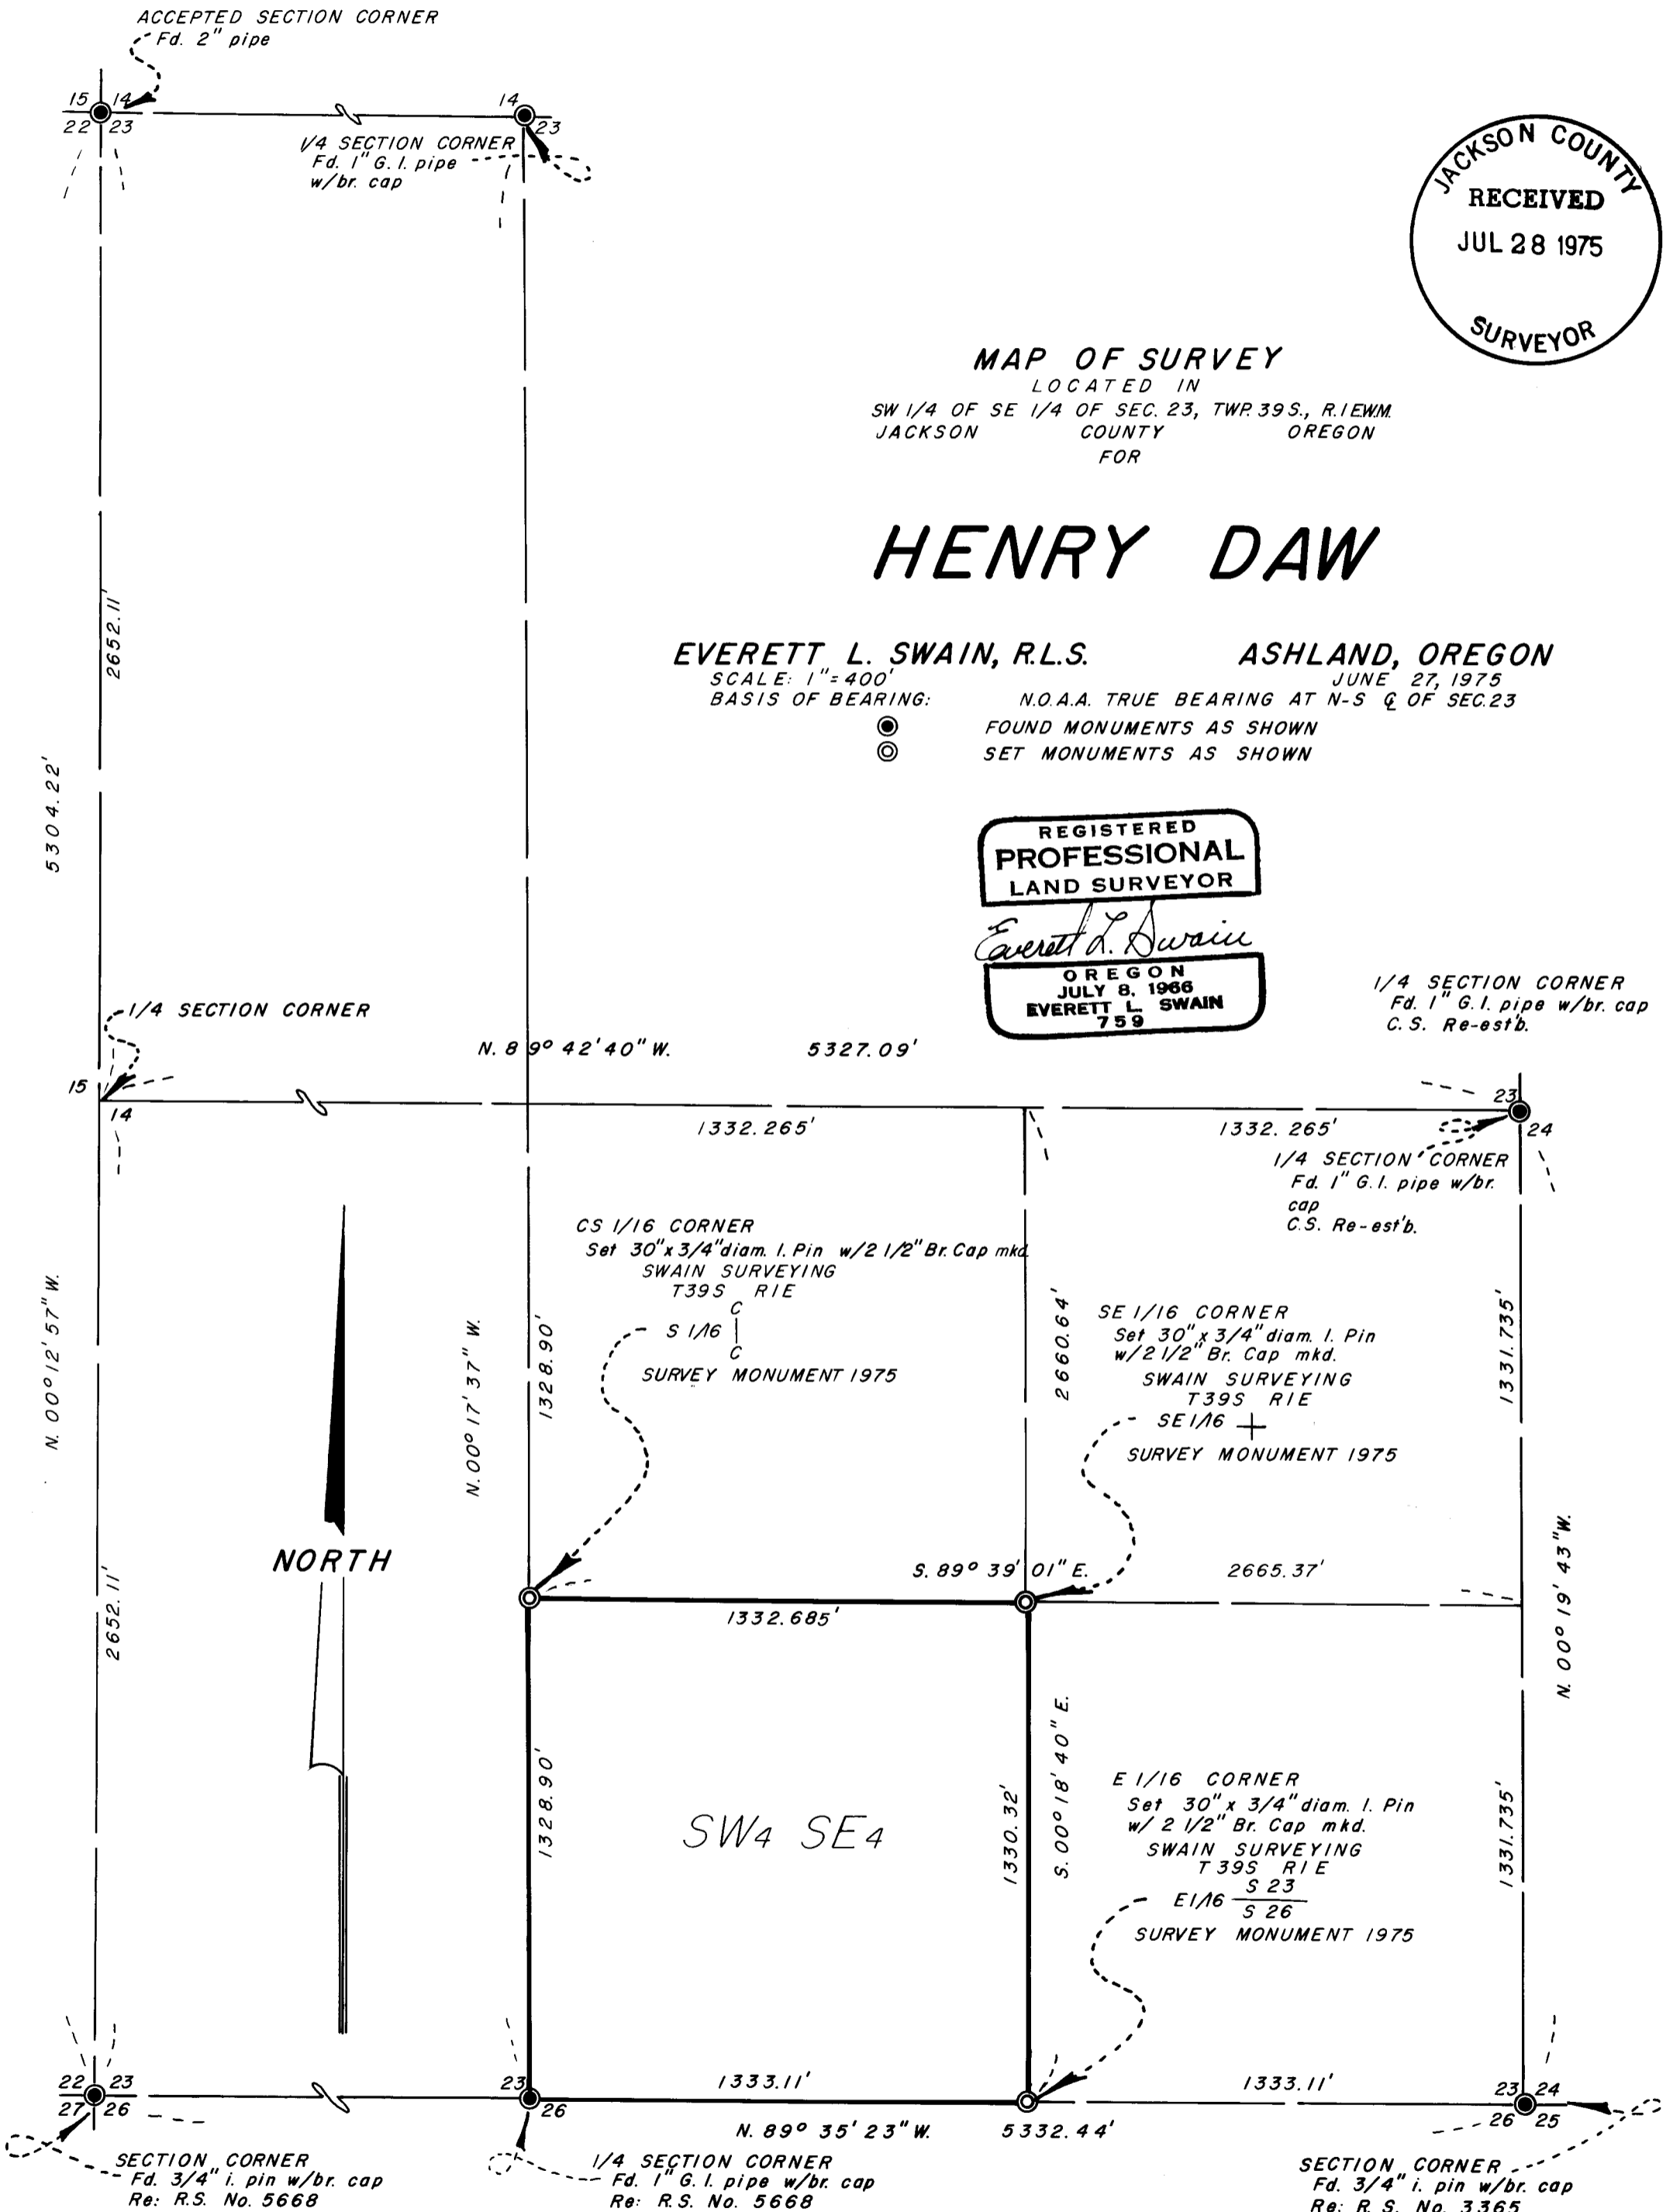 ACCEPTED SECTION CORNER
Fd. 2" pipe
15 14
22 23
14
23
1/4 SECTION CORNER
Fd. 1" G.I. pipe
w/br. cap
JACKSON COUNTY
RECEIVED
JUL 28 1975
SURVEYOR
MAP OF SURVEY
LOCATED IN
SW 1/4 OF SE 1/4 OF SEC. 23, TWP. 39 S., R. 1 E.W.M.
JACKSON COUNTY OREGON
FOR
HENRY DAW
EVERETT L. SWAIN, R.L.S. ASHLAND, OREGON
SCALE: 1"=400' JUNE 27, 1975
BASIS OF BEARING: N.O.A.A. TRUE BEARING AT N-S ℄ OF SEC. 23
FOUND MONUMENTS AS SHOWN
SET MONUMENTS AS SHOWN
2652.11'
5304.22'
REGISTERED
PROFESSIONAL
LAND SURVEYOR
Everett L. Swain
OREGON
JULY 8, 1966
EVERETT L. SWAIN
759
1/4 SECTION CORNER
Fd. 1" G.I. pipe w/br. cap
C.S. Re-est'b.
1/4 SECTION CORNER
N. 89° 42' 40" W. 5327.09'
15
14
23
24
1332.265'
1332.265'
1/4 SECTION CORNER
Fd. 1" G.I. pipe w/br.
cap
C.S. Re-est'b.
CS 1/16 CORNER
Set 30" x 3/4" diam. I. Pin w/2 1/2" Br. Cap mkd
SWAIN SURVEYING
T39S R1E
C
S 1/16
C
SURVEY MONUMENT 1975
N. 00° 12' 57" W.
N. 00° 17' 37" W.
1328.90'
2660.64'
SE 1/16 CORNER
Set 30" x 3/4" diam. I. Pin
w/2 1/2" Br. Cap mkd.
SWAIN SURVEYING
T39S R1E
SE 1/16
SURVEY MONUMENT 1975
1331.735'
NORTH
S. 89° 39' 01" E. 2665.37'
1332.685'
N. 00° 19' 43" W.
2652.11'
1328.90'
SW4 SE4
1330.32'
S. 00° 18' 40" E.
E 1/16 CORNER
Set 30" x 3/4" diam. I. Pin
w/ 2 1/2" Br. Cap mkd.
SWAIN SURVEYING
T39S R1E
S 23
E 1/16
S 26
SURVEY MONUMENT 1975
1331.735'
22 23
27 26
23
26
1333.11'
1333.11'
23 24
26 25
N. 89° 35' 23" W. 5332.44'
SECTION CORNER
Fd. 3/4" i. pin w/br. cap
Re: R.S. No. 5668
1/4 SECTION CORNER
Fd. 1" G.I. pipe w/br. cap
Re: R.S. No. 5668
SECTION CORNER
Fd. 3/4" i. pin w/br. cap
Re: R.S. No. 3365